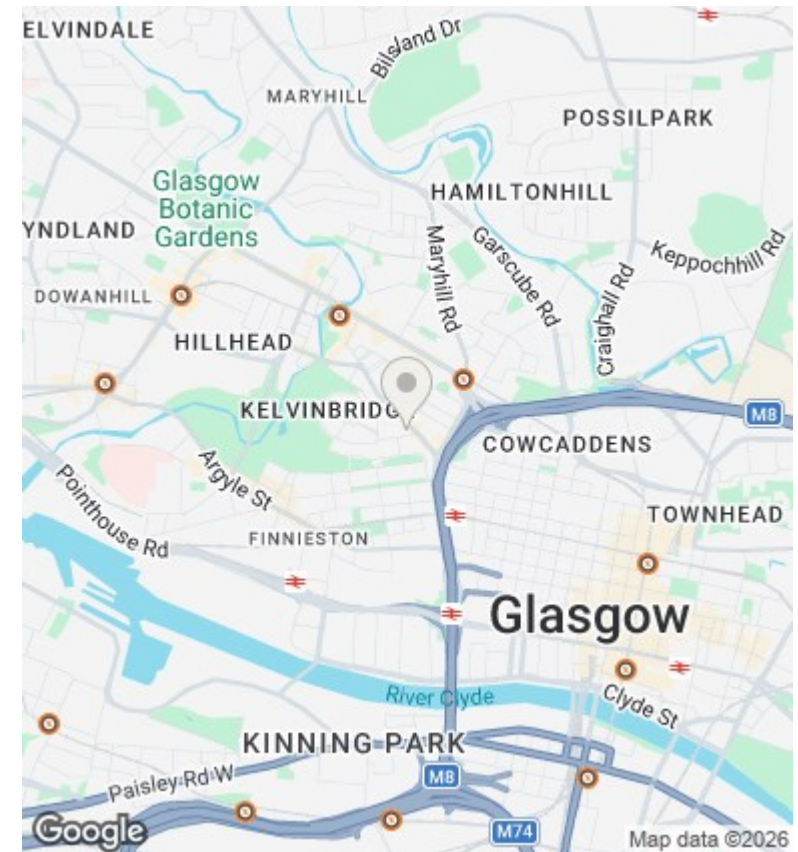 ELVINDALE
Bilsland Dr
MARYHILL
POSSILPARK
Glasgow
Botanic
Gardens
HAMILTONHILL
YNDLAND
Maryhill Rd
Garscube Rd
Keppochhill Rd
DOWANHILL
Craighall Rd
HILLHEAD
KELVINBRIDG
M8
COWCADDENS
Argyle St
Pointhouse Rd
TOWNHEAD
FINNIESTON
Glasgow
River Clyde
Clyde St
KINNING PARK
Paisley Rd W
M8
M74
Google
Map data ©2026